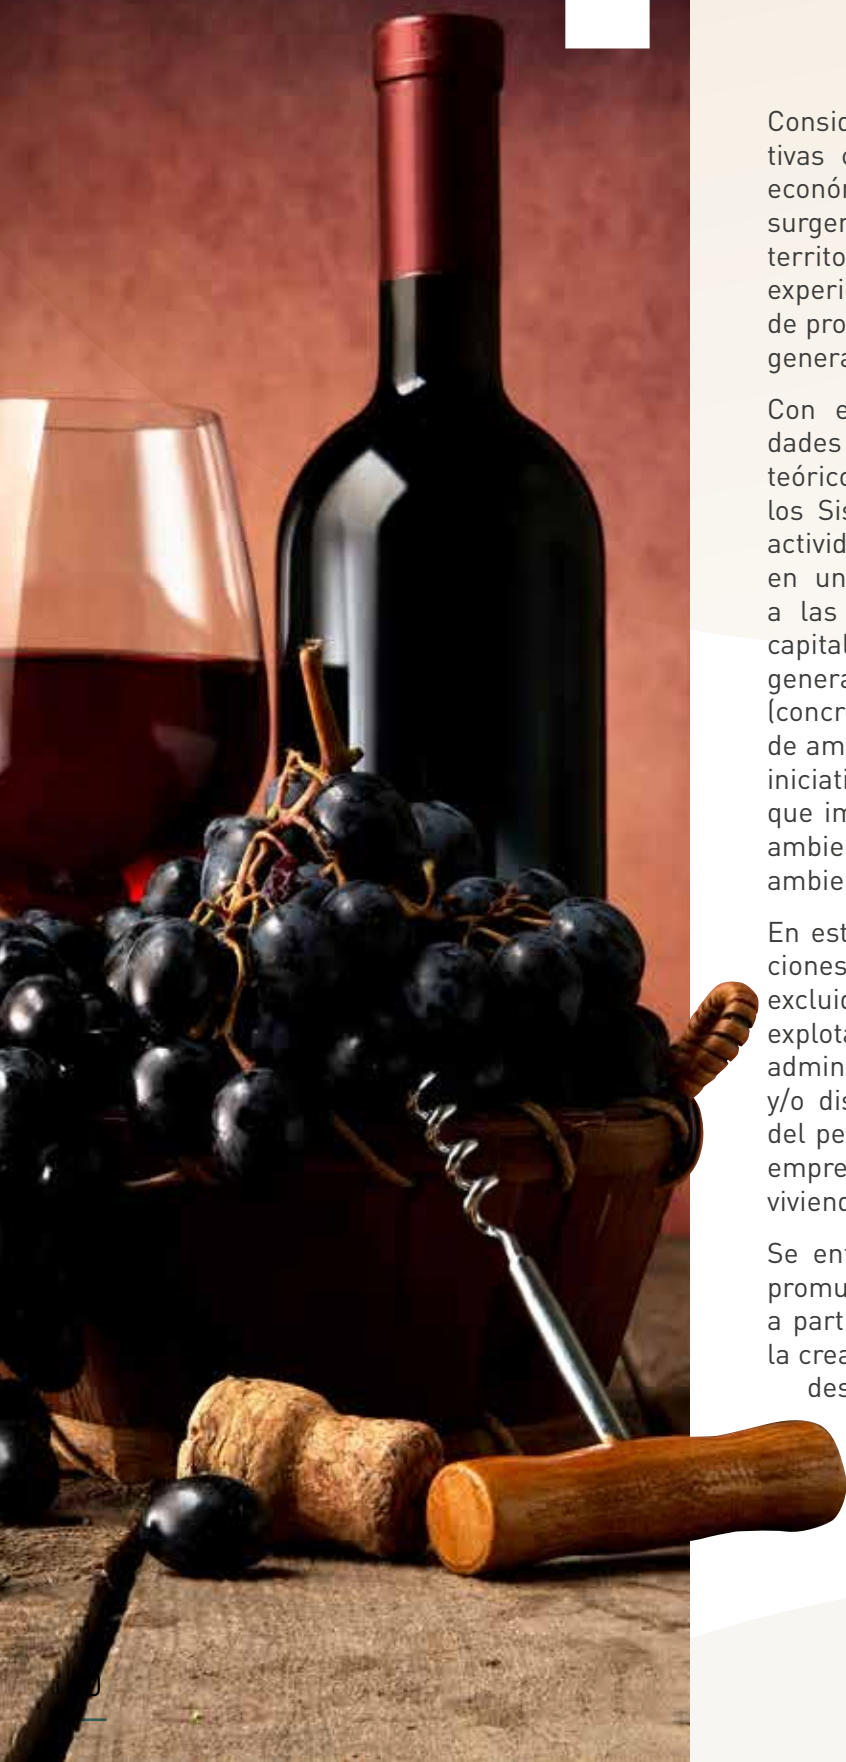 Consid
tivas
económ
surgen
territo
experi
de pro
genera
Con e
dades
teórico
los Sis
activid
en un
a las
capital
genera
(concre
de am
iniciati
que im
ambie
ambie
En est
ciones
excluid
explota
admin
y/o dis
del pe
empre
viviend
Se ent
promu
a part
la crea
des